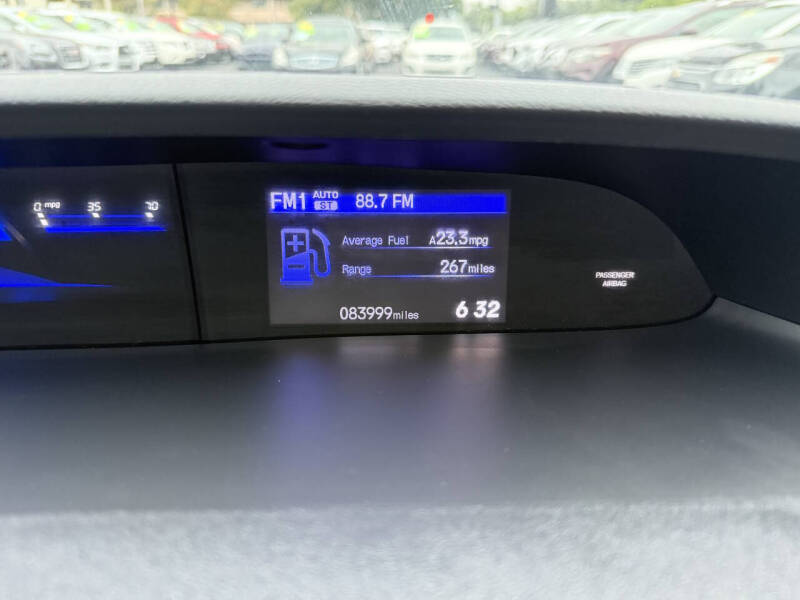 0 mpg 35 70
FM1 AUTO ST 88.7 FM
Average Fuel A23.3mpg
Range 267miles
083999miles 6 32
PASSENGER
AIRBAG